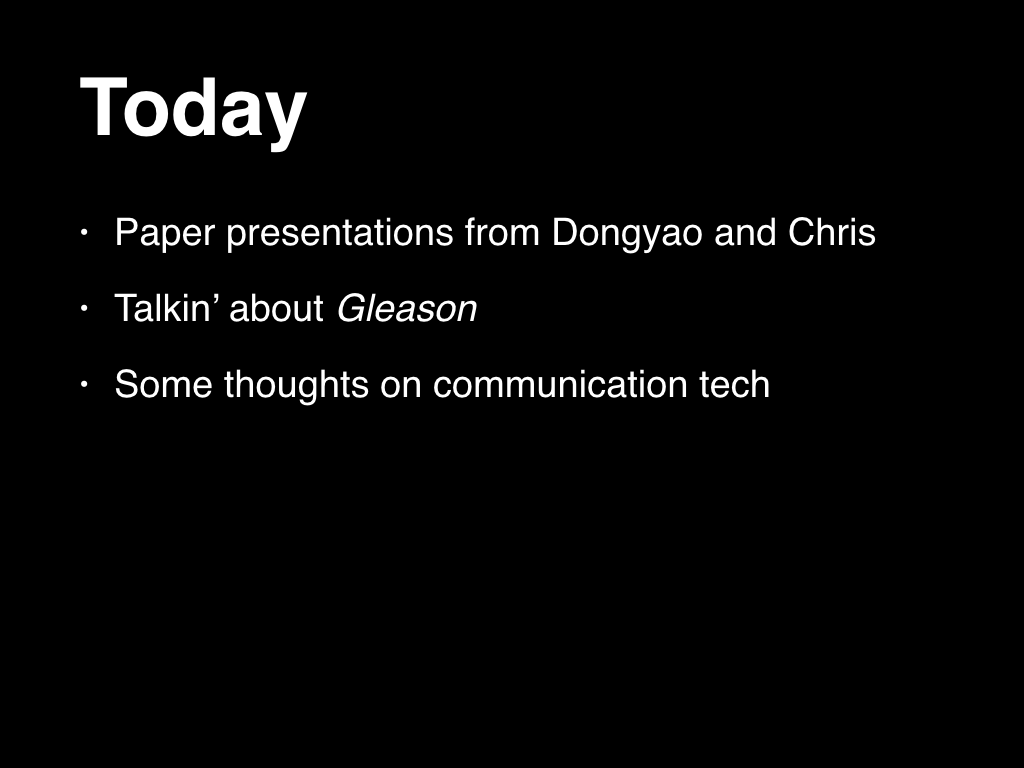 Today
• Paper presentations from Dongyao and Chris
• Talkin’ about Gleason
• Some thoughts on communication tech